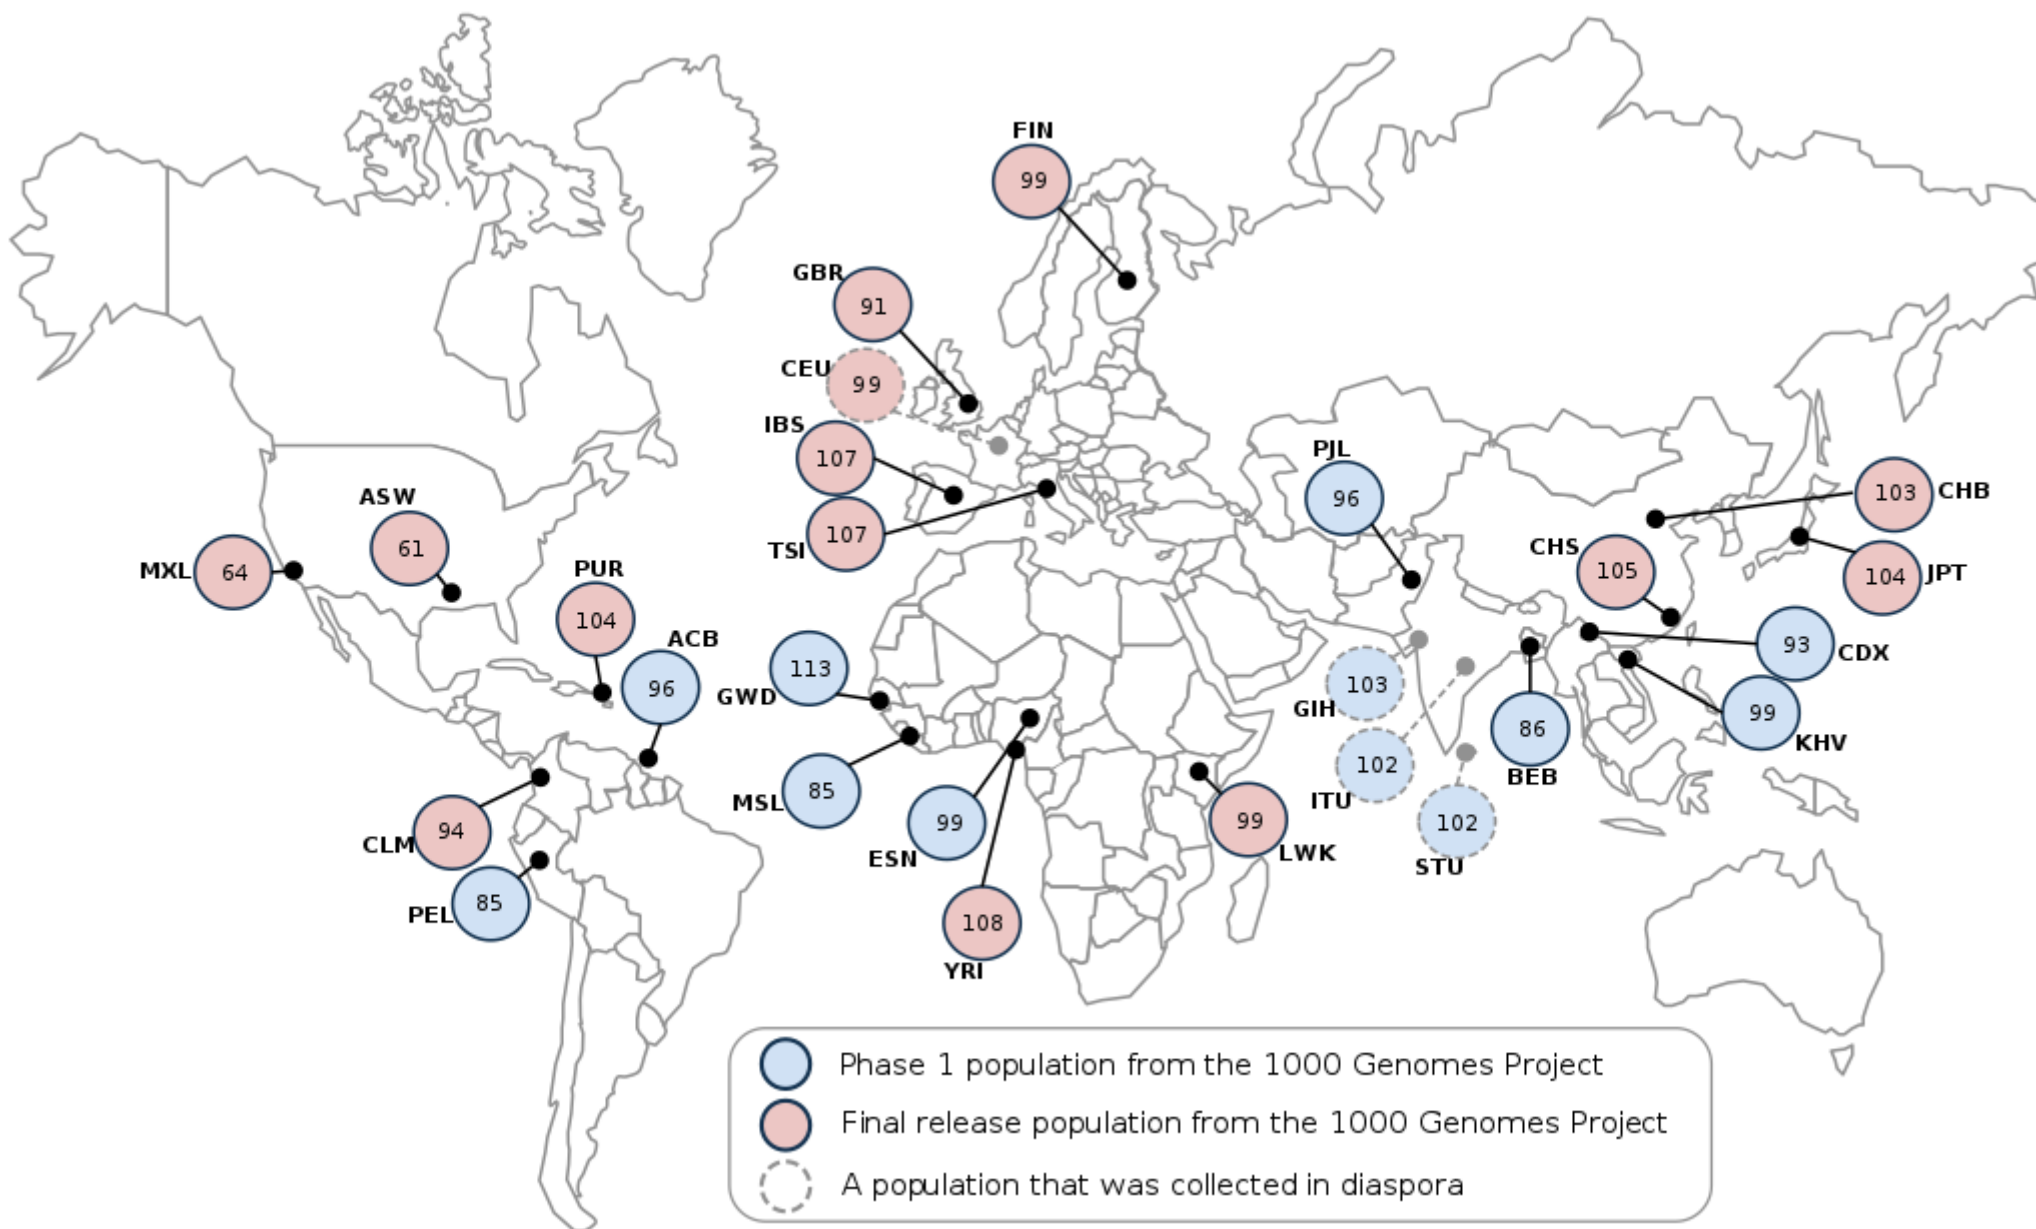 FIN
99
GBR
91
CEU
99
IBS
107
TSI
107
PJL
96
103
CHB
CHS
105
104
JPT
ASW
61
MXL
64
PUR
104
ACB
96
113
GWD
93
CDX
103
GIH
99
KHV
86
BEB
102
ITU
102
STU
85
MSL
99
ESN
99
LWK
94
CLM
85
PEL
108
YRI
Phase 1 population from the 1000 Genomes Project
Final release population from the 1000 Genomes Project
A population that was collected in diaspora